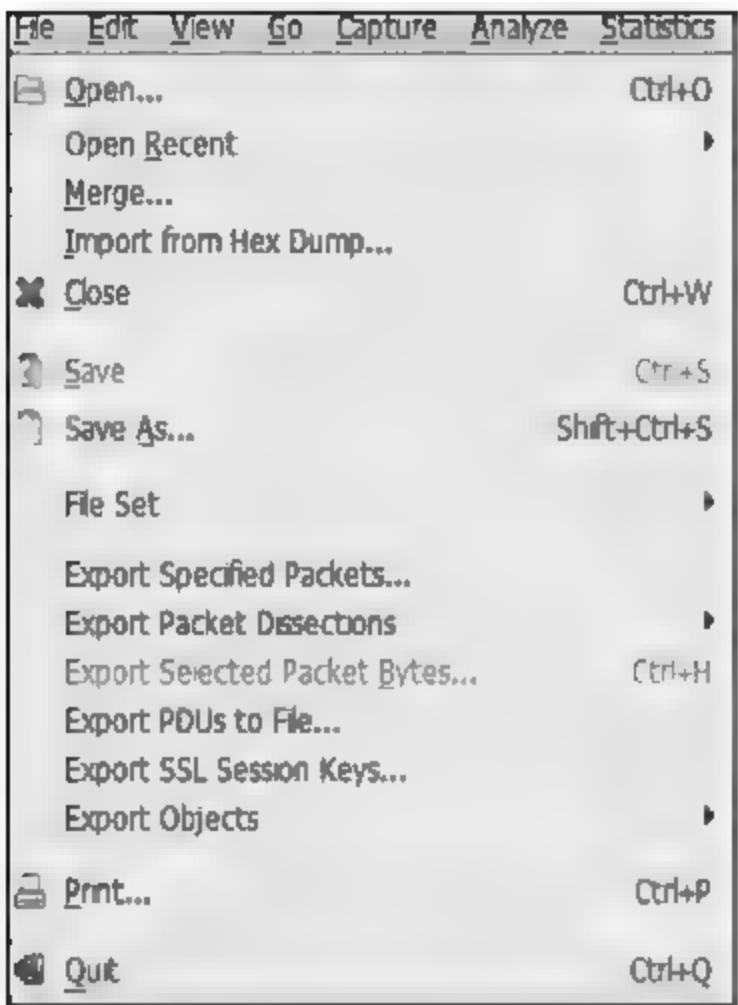 File Edit View Go Capture Analyze Statistics
Open... Ctrl+O
Open Recent
Merge...
Import from Hex Dump...
Close Ctrl+W
Save Ctrl+S
Save As... Shift+Ctrl+S
File Set
Export Specified Packets...
Export Packet Dissections
Export Selected Packet Bytes... Ctrl+H
Export PDUs to File...
Export SSL Session Keys...
Export Objects
Print... Ctrl+P
Quit Ctrl+Q